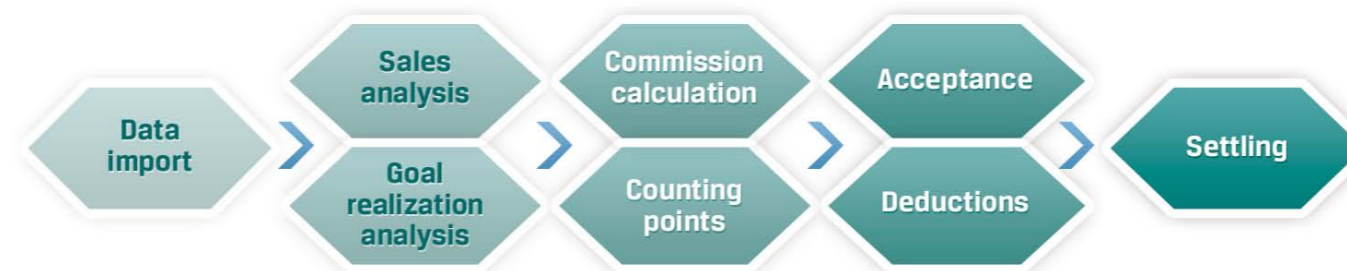 Data
import
Sales
analysis
Goal
realization
analysis
Commission
calculation
Counting
points
Acceptance
Deductions
Settling